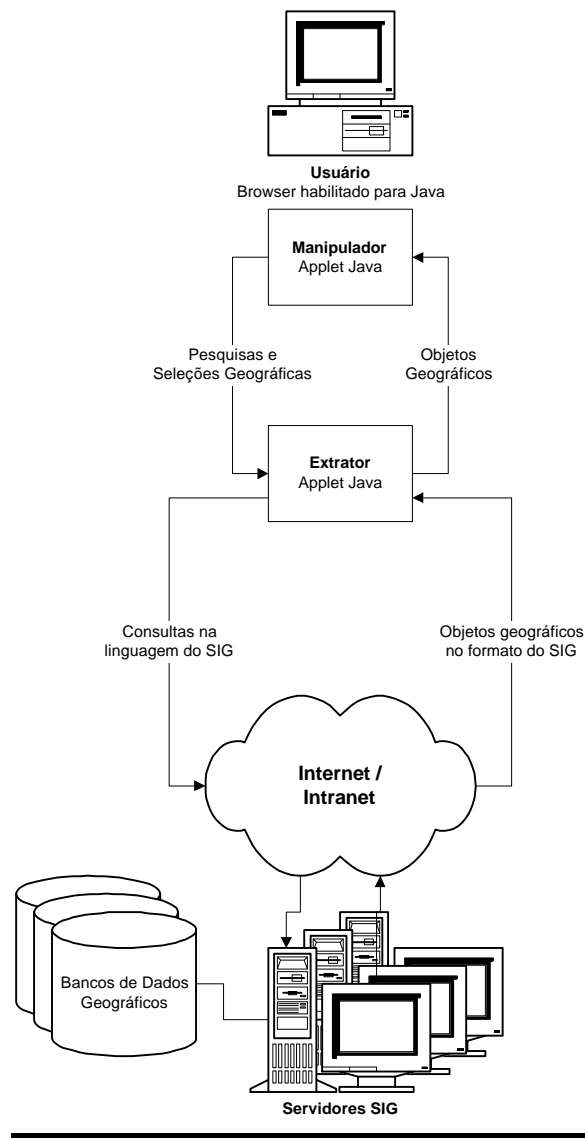 Usuário
Browser habilitado para Java
Manipulador
Applet Java
Pesquisas e
Seleções Geográficas
Objetos
Geográficos
Extrator
Applet Java
Consultas na
linguagem do SIG
Objetos geográficos
no formato do SIG
Internet /
Intranet
Bancos de Dados
Geográficos
Servidores SIG